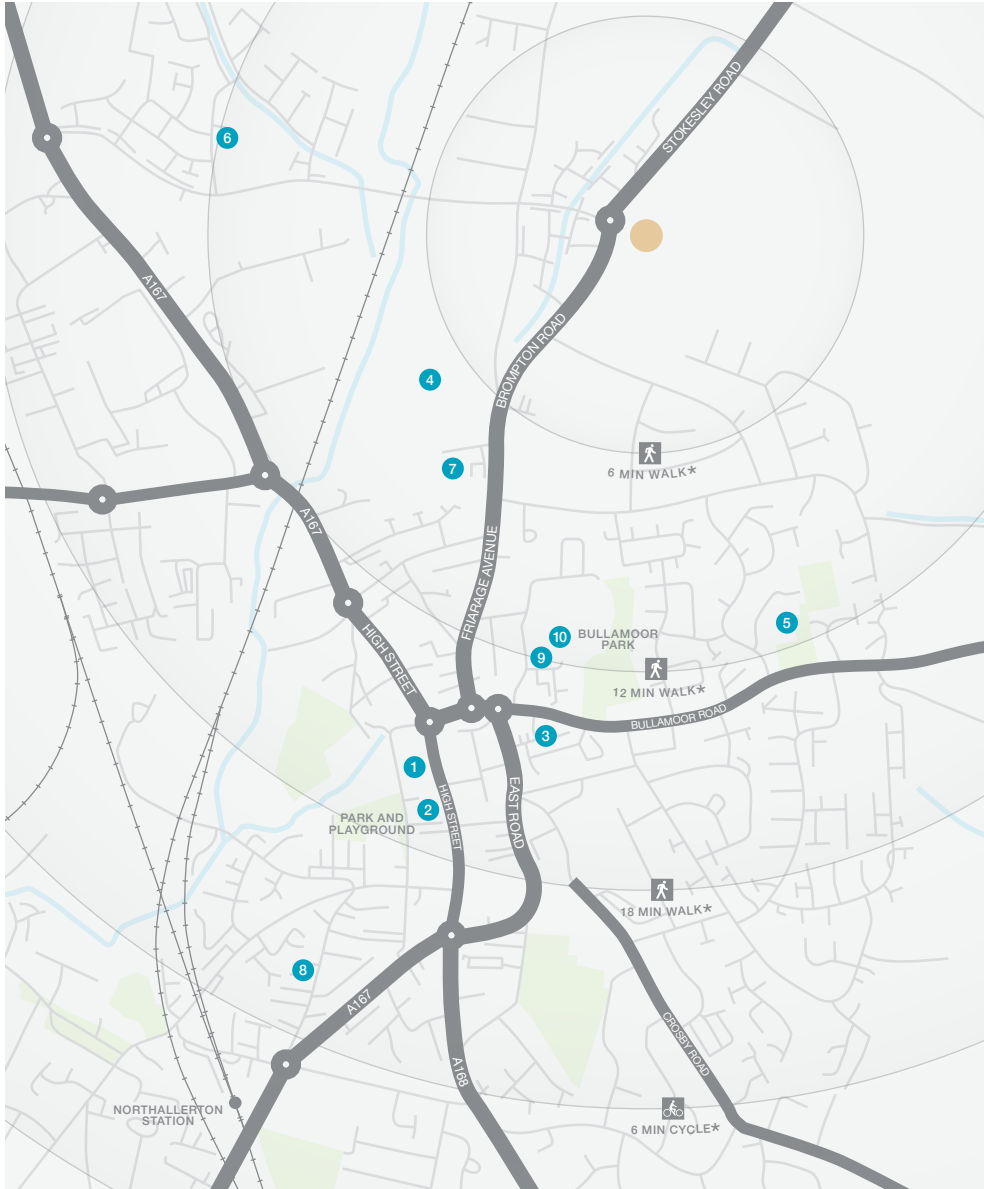 6
STOKESLEY ROAD
A167
BROMPTON ROAD
4
7
6 MIN WALK*
A167
FRIARAGE AVENUE
5
10
BULLAMOOR
PARK
9
HIGH STREET
12 MIN WALK*
BULLAMOOR ROAD
3
1
HIGH STREET
EAST ROAD
2
PARK AND
PLAYGROUND
18 MIN WALK*
8
A167
CROSBY ROAD
A168
NORTHALLERTON
STATION
6 MIN CYCLE*